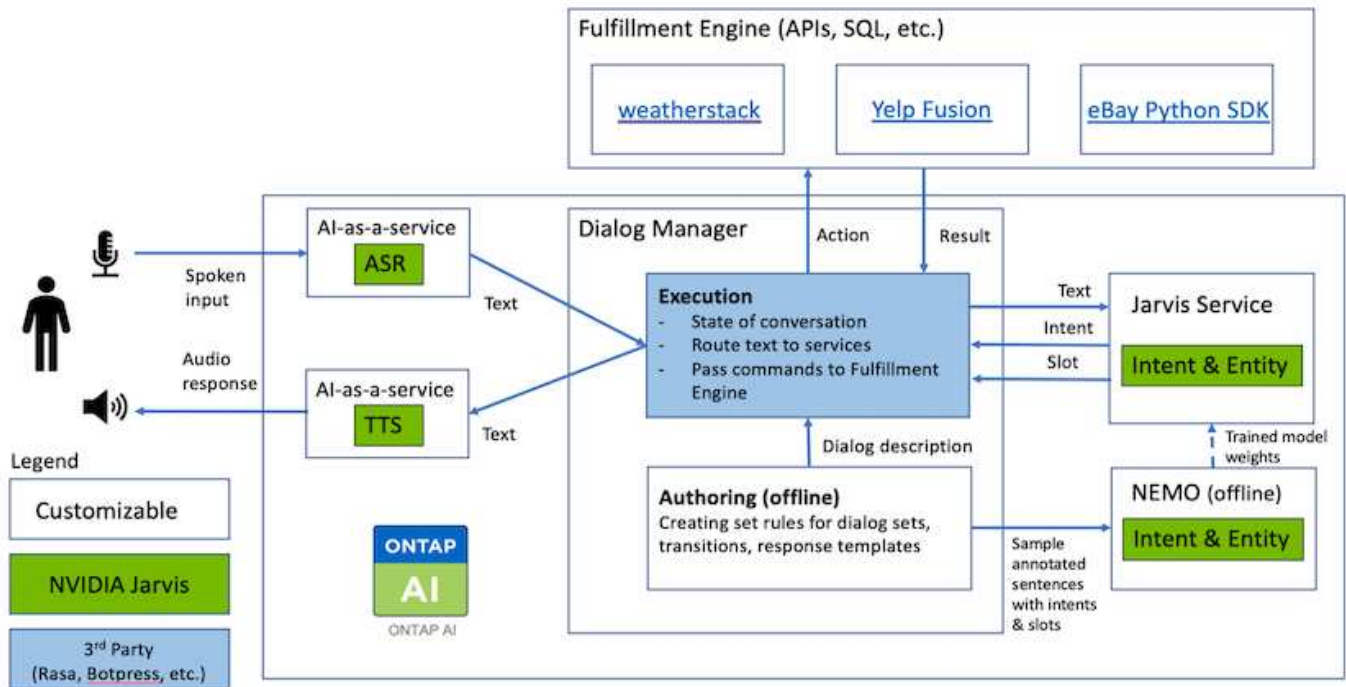 Fulfillment Engine (APIs, SQL, etc.)
weatherstack
Yelp Fusion
eBay Python SDK
AI-as-a-service
ASR
Spoken
input
Text
Audio
response
AI-as-a-service
TTS
Text
Dialog Manager
Action
Result
Execution
- State of conversation
- Route text to services
- Pass commands to Fulfillment
Engine
Dialog description
Authoring (offline)
Creating set rules for dialog sets,
transitions, response templates
Text
Intent
Slot
Jarvis Service
Intent & Entity
Trained model
weights
NEMO (offline)
Intent & Entity
Sample
annotated
sentences
with intents
& slots
Legend
Customizable
NVIDIA Jarvis
3rd Party
(Rasa, Botpress, etc.)
ONTAP
AI
ONTAP AI